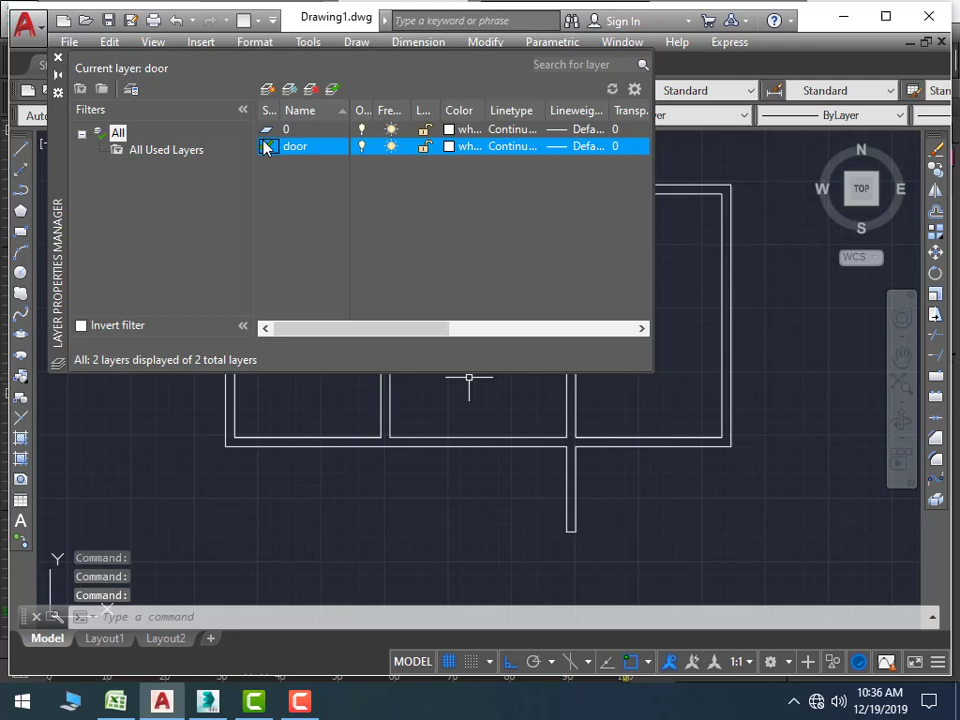 Drawing1.dwg
Type a keyword or phrase
Sign In
File Edit View Insert Format Tools Draw Dimension Modify Parametric Window Help Express
Current layer: door
Search for layer
Standard
Standard
Stan
Filters
S... Name O... Fre... L... Color Linetype Lineweig... Transp.
All
All Used Layers
0 wh... Continu... Defa... 0
door wh... Continu... Defa... 0
ByLayer
Auto
LAYER PROPERTIES MANAGER
Invert filter
All: 2 layers displayed of 2 total layers
N
W TOP E
S
WCS
Y
X
Command:
Command:
Command:
Type a command
Model Layout1 Layout2 +
MODEL 1:1
10:36 AM
12/19/2019